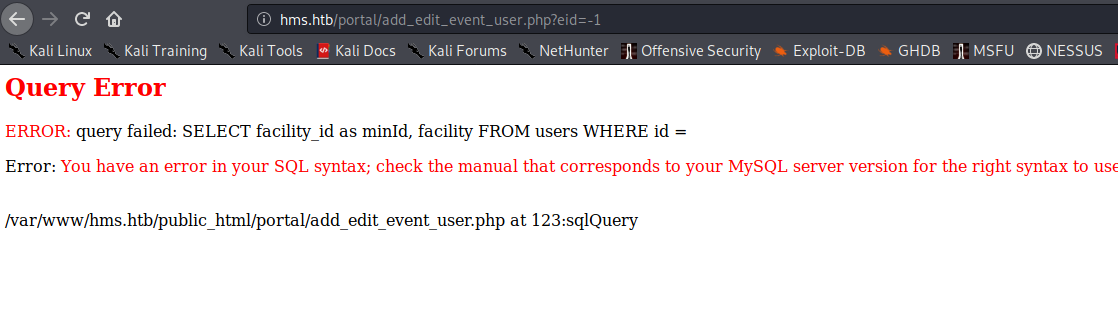 hms.htb/portal/add_edit_event_user.php?eid=-1
Kali Linux Kali Training Kali Tools Kali Docs Kali Forums NetHunter Offensive Security Exploit-DB GHDB MSFU NESSUS
Query Error
ERROR: query failed: SELECT facility_id as minId, facility FROM users WHERE id =
Error: You have an error in your SQL syntax; check the manual that corresponds to your MySQL server version for the right syntax to use
/var/www/hms.htb/public_html/portal/add_edit_event_user.php at 123:sqlQuery